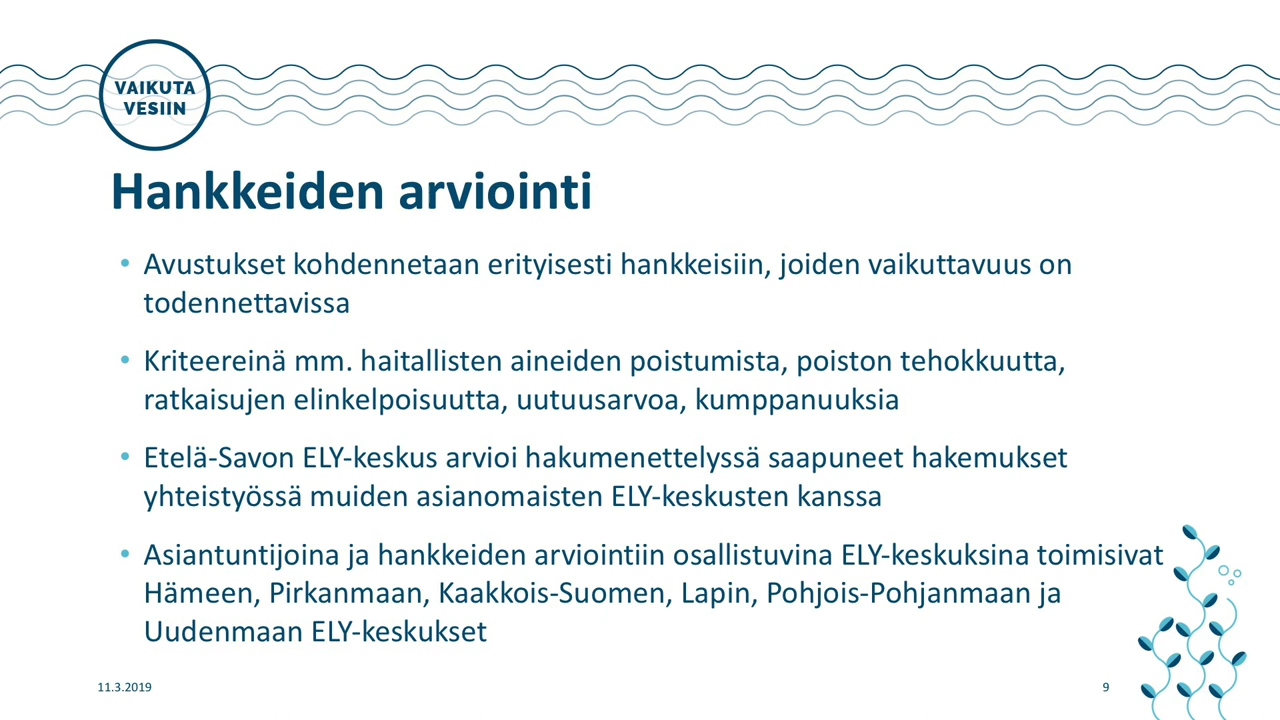 VAIKUTA
VESIIN
Hankkeiden arviointi
• Avustukset kohdennetaan erityisesti hankkeisiin, joiden vaikuttavuus on
todennettavissa
• Kriteereinä mm. haitallisten aineiden poistumista, poiston tehokkuutta,
ratkaisujen elinkelpoisuutta, uutuusarvoa, kumppanuuksia
• Etelä-Savon ELY-keskus arvioi hakumenettelyssä saapuneet hakemukset
yhteistyössä muiden asianomaisten ELY-keskusten kanssa
• Asiantuntijoina ja hankkeiden arviointiin osallistuvina ELY-keskuksina toimisivat
Hämeen, Pirkanmaan, Kaakkois-Suomen, Lapin, Pohjois-Pohjanmaan ja
Uudenmaan ELY-keskukset
11.3.2019
9